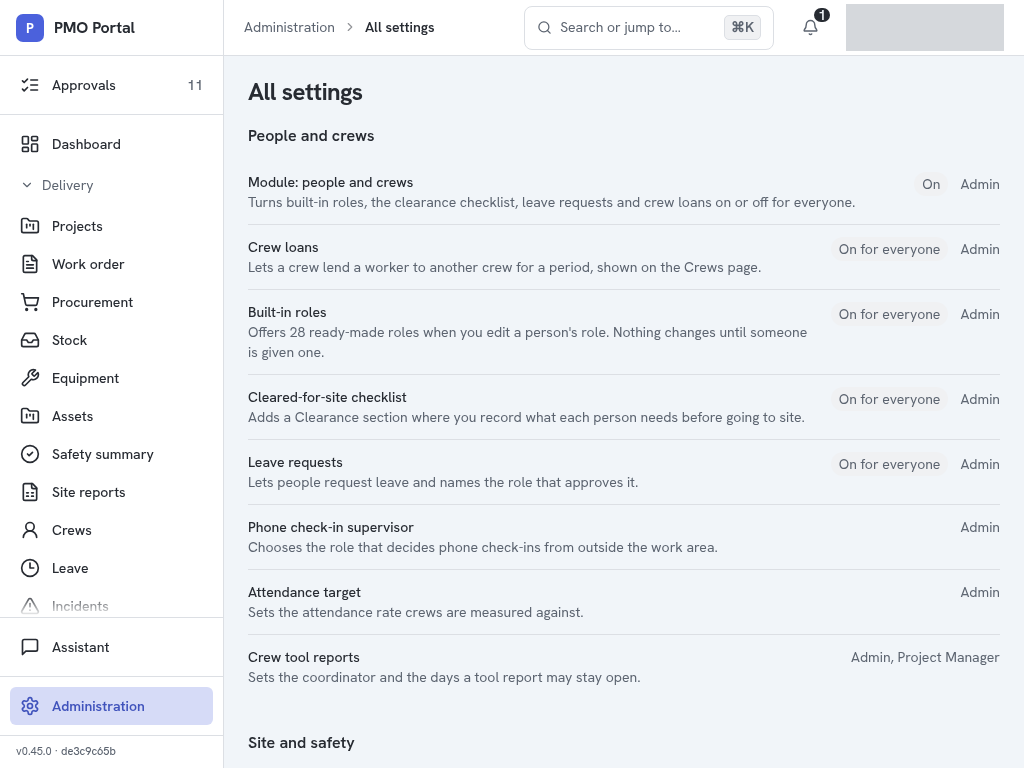 P PMO Portal
Administration > All settings
Search or jump to... ⌘K
1
Approvals 11
Dashboard
Delivery
Projects
Work order
Procurement
Stock
Equipment
Assets
Safety summary
Site reports
Crews
Leave
Incidents
Assistant
Administration
v0.45.0 · de3c9c65b
All settings
People and crews
Module: people and crews On Admin
Turns built-in roles, the clearance checklist, leave requests and crew loans on or off for everyone.
Crew loans On for everyone Admin
Lets a crew lend a worker to another crew for a period, shown on the Crews page.
Built-in roles On for everyone Admin
Offers 28 ready-made roles when you edit a person's role. Nothing changes until someone
is given one.
Cleared-for-site checklist On for everyone Admin
Adds a Clearance section where you record what each person needs before going to site.
Leave requests On for everyone Admin
Lets people request leave and names the role that approves it.
Phone check-in supervisor Admin
Chooses the role that decides phone check-ins from outside the work area.
Attendance target Admin
Sets the attendance rate crews are measured against.
Crew tool reports Admin, Project Manager
Sets the coordinator and the days a tool report may stay open.
Site and safety